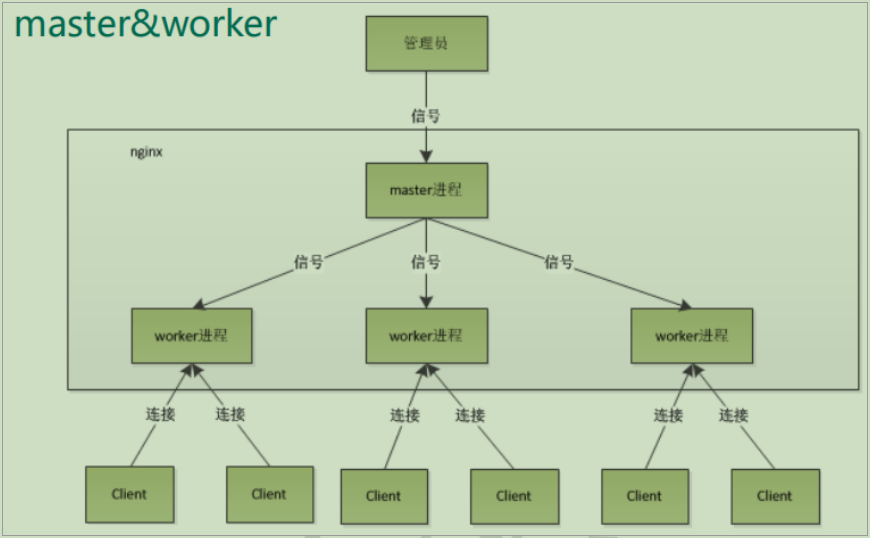 master&worker
管理员
信号
nginx
master进程
信号 信号 信号
worker进程 worker进程 worker进程
连接 连接 连接 连接 连接 连接
Client Client Client Client Client Client